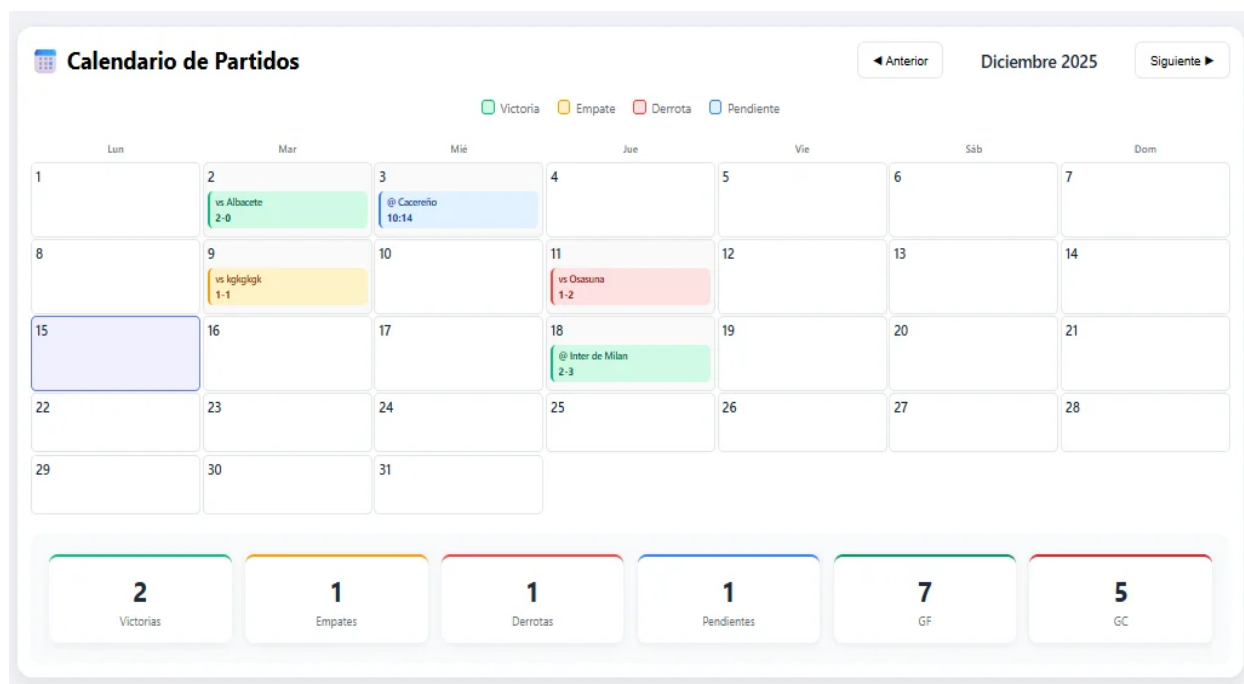 Calendario de Partidos
◀ Anterior
Diciembre 2025
Siguiente ▶
Victoria
Empate
Derrota
Pendiente
Lun
Mar
Mié
Jue
Vie
Sáb
Dom
1
2
vs Albacete
2-0
3
@ Cacereño
10:14
4
5
6
7
8
9
vs kgkgkgk
1-1
10
11
vs Osasuna
1-2
12
13
14
15
16
17
18
@ Inter de Milan
2-3
19
20
21
22
23
24
25
26
27
28
29
30
31
2
Victorias
1
Empates
1
Derrotas
1
Pendientes
7
GF
5
GC